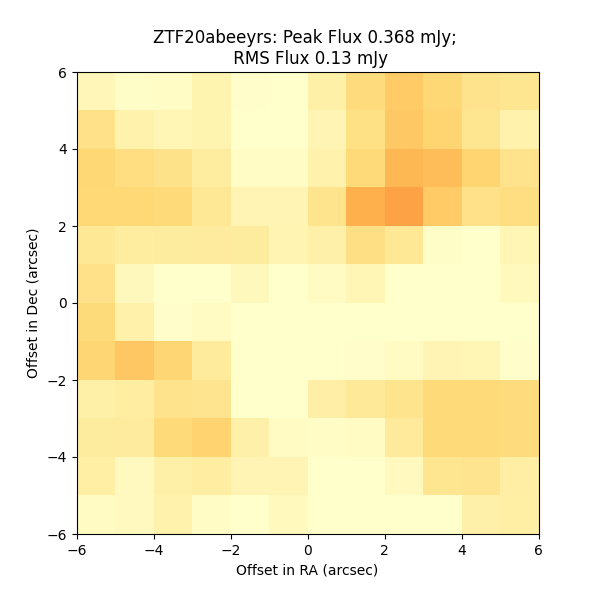 ZTF20abeeyrs: Peak Flux 0.368 mJy;
RMS Flux 0.13 mJy
6
4
2
0
−2
−4
−6
Offset in Dec (arcsec)
−6 −4 −2 0 2 4 6
Offset in RA (arcsec)